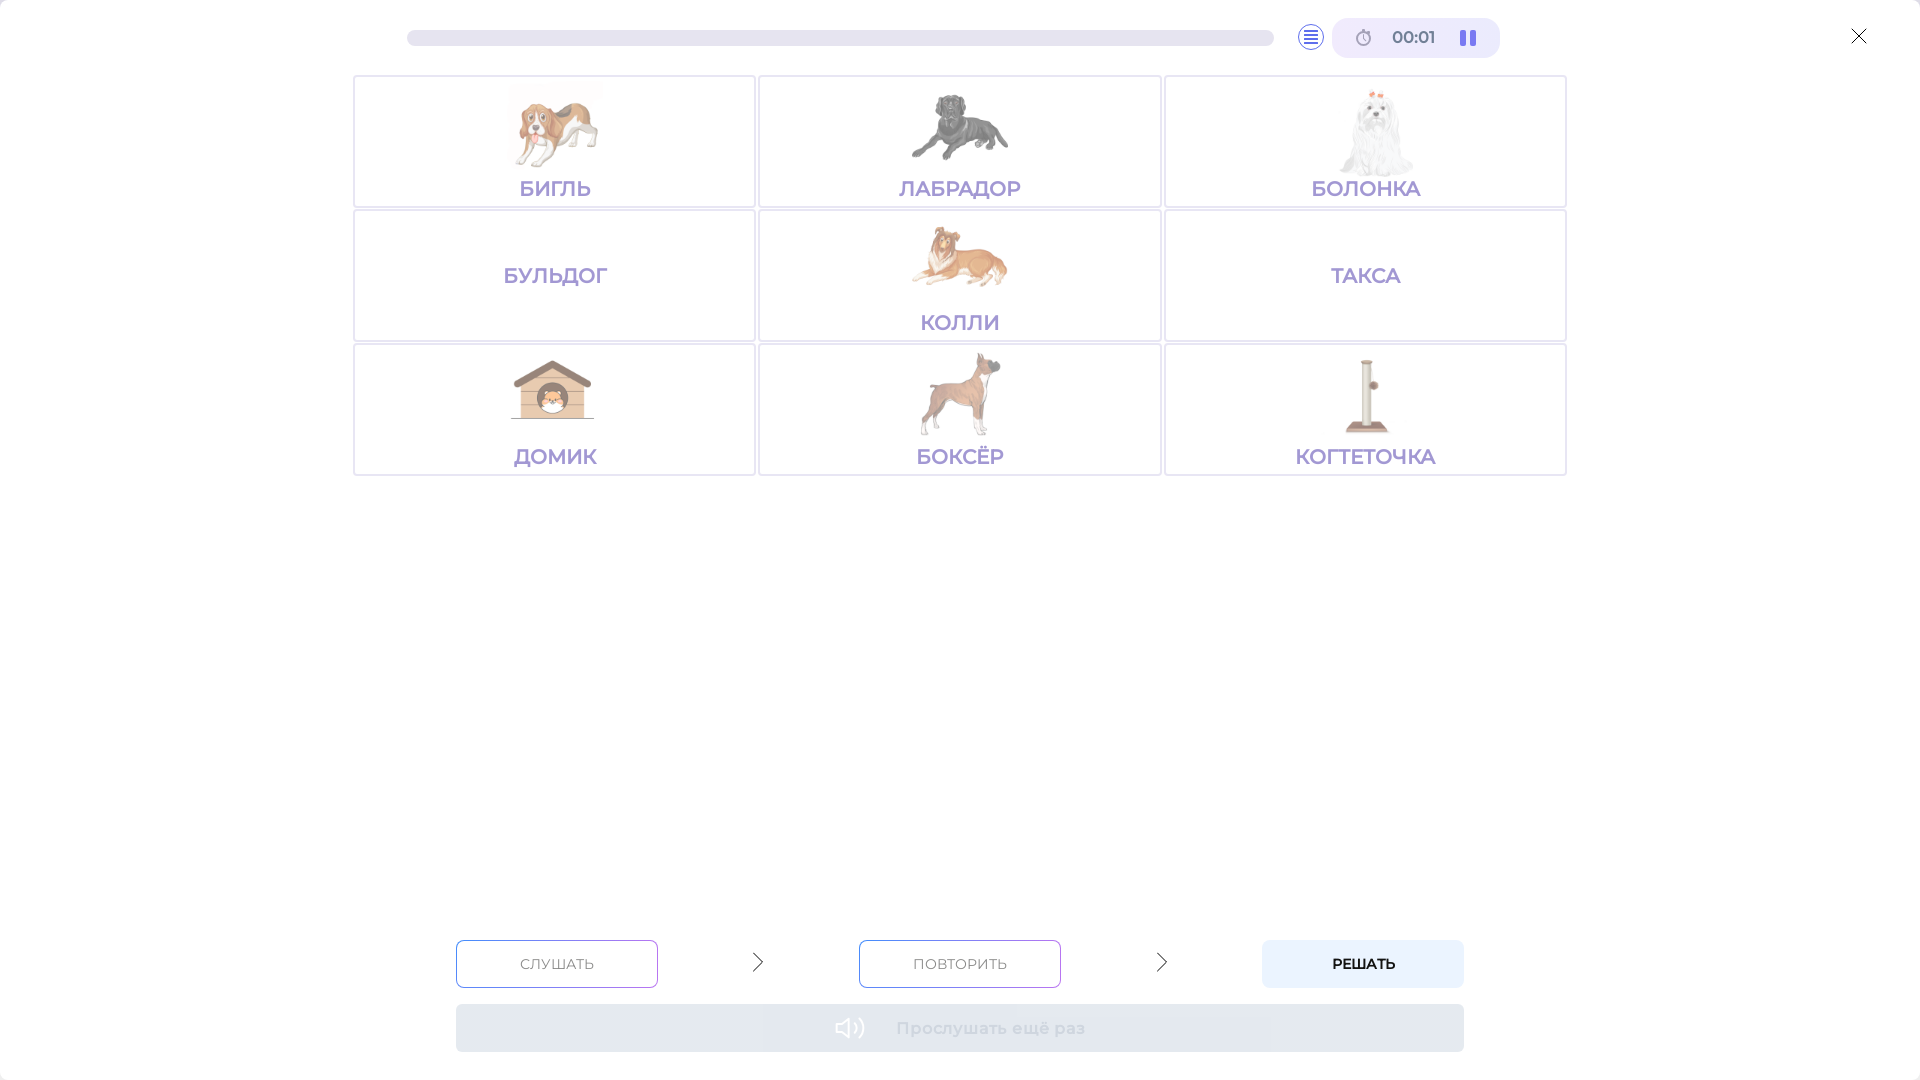 00:01
БИГЛЬ
ЛАБРАДОР
БОЛОНКА
БУЛЬДОГ
КОЛЛИ
ТАКСА
ДОМИК
БОКСЁР
КОГТЕТОЧКА
СЛУШАТЬ
ПОВТОРИТЬ
РЕШАТЬ
Прослушать ещё раз